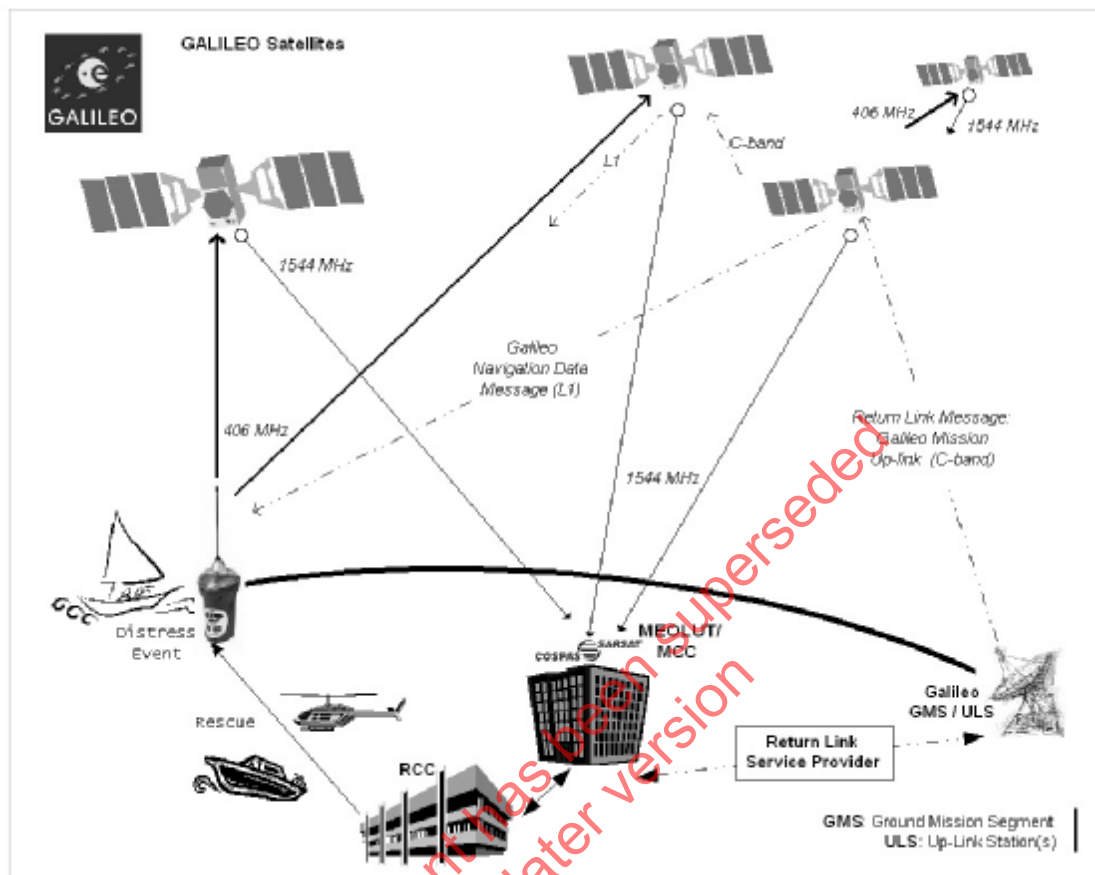 GALILEO Satellites
GALILEO
406 MHz
1544 MHz
L1
C-band
1544 MHz
Galileo
Navigation Data
Message (L1)
406 MHz
Return Link Message:
Galileo Mission
Up-link (C-band)
1544 MHz
GCC
Distress
Event
COSPAS SARSAT
MEOLUT/
MCC
Galileo
GMS / ULS
Rescue
Return Link
Service Provider
RCC
GMS: Ground Mission Segment
ULS: Up-Link Station(s)
nt has been superseded
later version